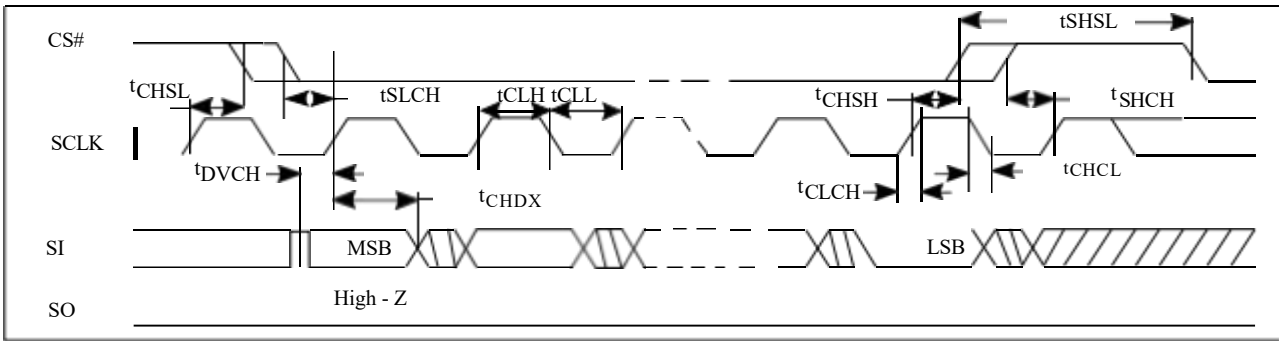 tSHSL
CS#
tCHSL
tSLCH
tCLH tCLL
tCHSH
tSHCH
SCLK
tDVCH
tCHDX
tCLCH
tCHCL
SI
MSB
LSB
High - Z
SO